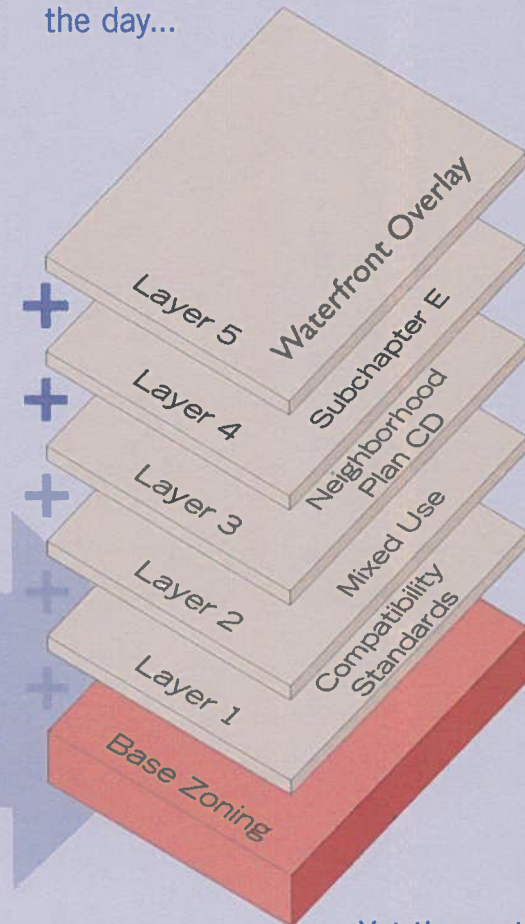 the day...
Waterfront Overlay
Layer 5
+
Subchapter E
Layer 4
+
Neighborhood
Plan CD
Layer 3
+
Mixed Use
Layer 2
+
Compatibility
Standards
Layer 1
+
Base Zoning